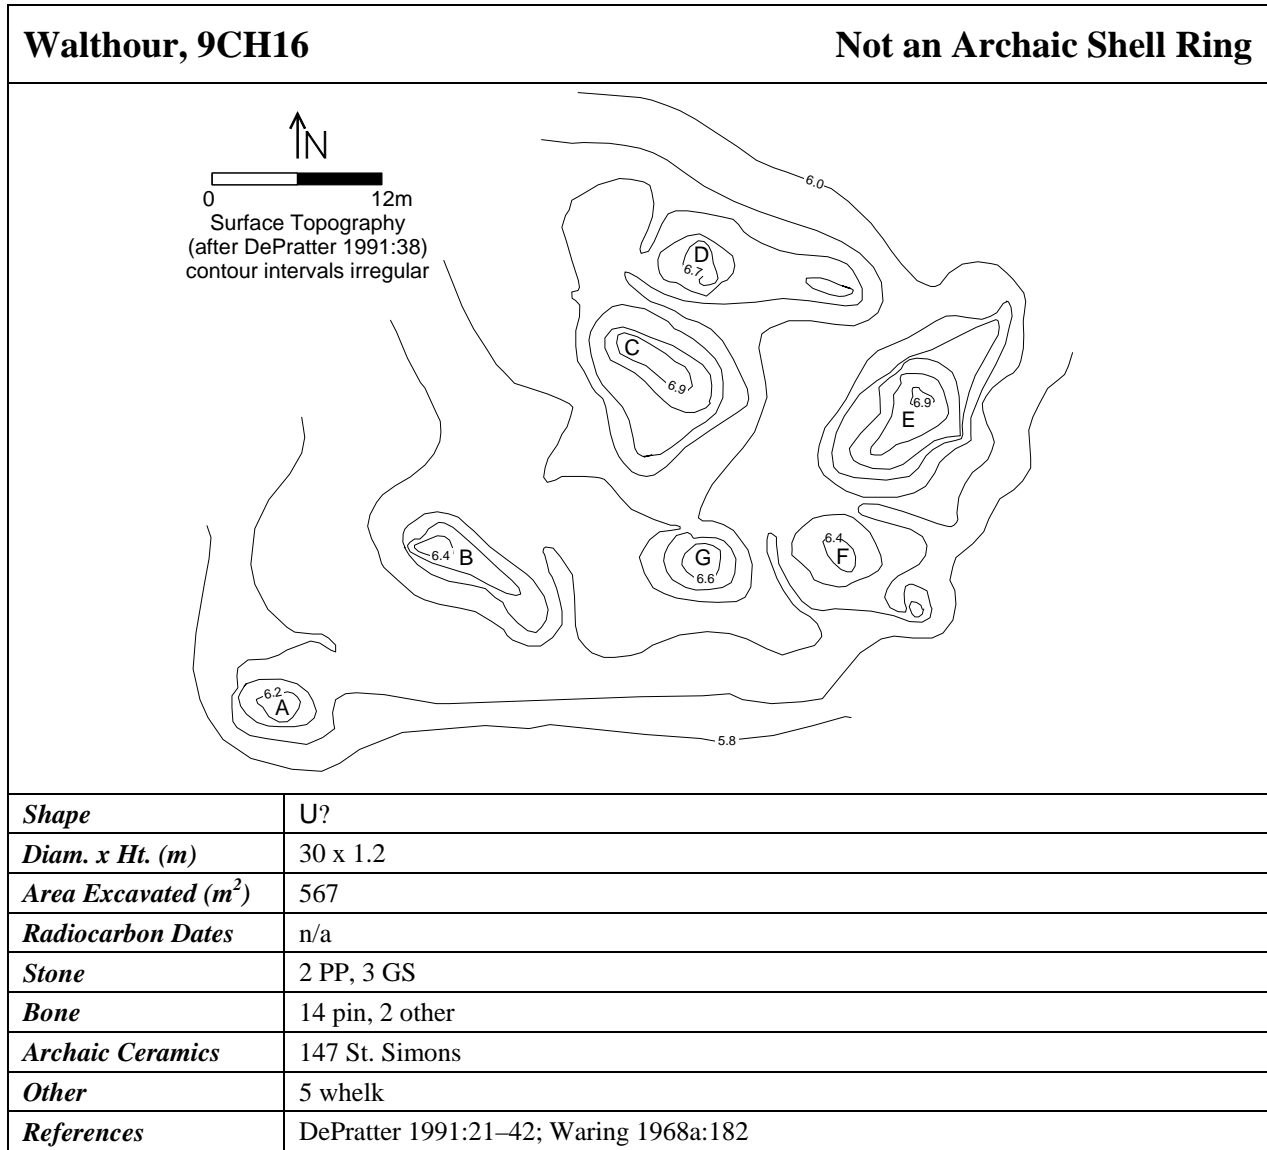 Walthour, 9CH16 Not an Archaic Shell Ring
N
0 12m
Surface Topography
(after DePratter 1991:38)
contour intervals irregular
6.0
D
6.7
C
6.9
6.9
E
6.4
B
G
6.6
6.4
F
6.2
A
5.8
Shape U?
Diam. x Ht. (m) 30 x 1.2
Area Excavated (m²) 567
Radiocarbon Dates n/a
Stone 2 PP, 3 GS
Bone 14 pin, 2 other
Archaic Ceramics 147 St. Simons
Other 5 whelk
References DePratter 1991:21–42; Waring 1968a:182